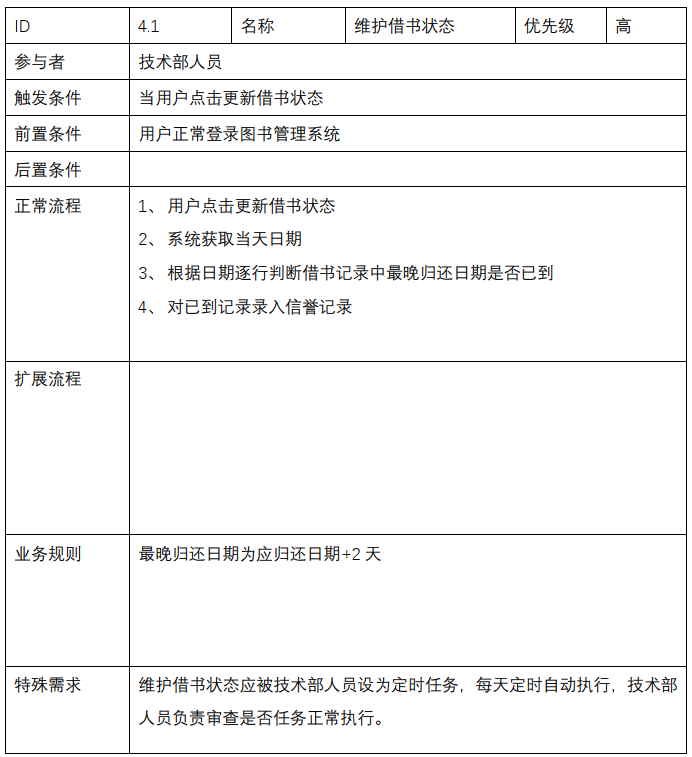 ID 4.1 名称 维护借书状态 优先级 高
参与者 技术部人员
触发条件 当用户点击更新借书状态
前置条件 用户正常登录图书管理系统
后置条件
正常流程 1、 用户点击更新借书状态
2、 系统获取当天日期
3、 根据日期逐行判断借书记录中最晚归还日期是否已到
4、 对已到记录录入信誉记录
扩展流程
业务规则 最晚归还日期为应归还日期+2 天
特殊需求 维护借书状态应被技术部人员设为定时任务，每天定时自动执行，技术部
人员负责审查是否任务正常执行。